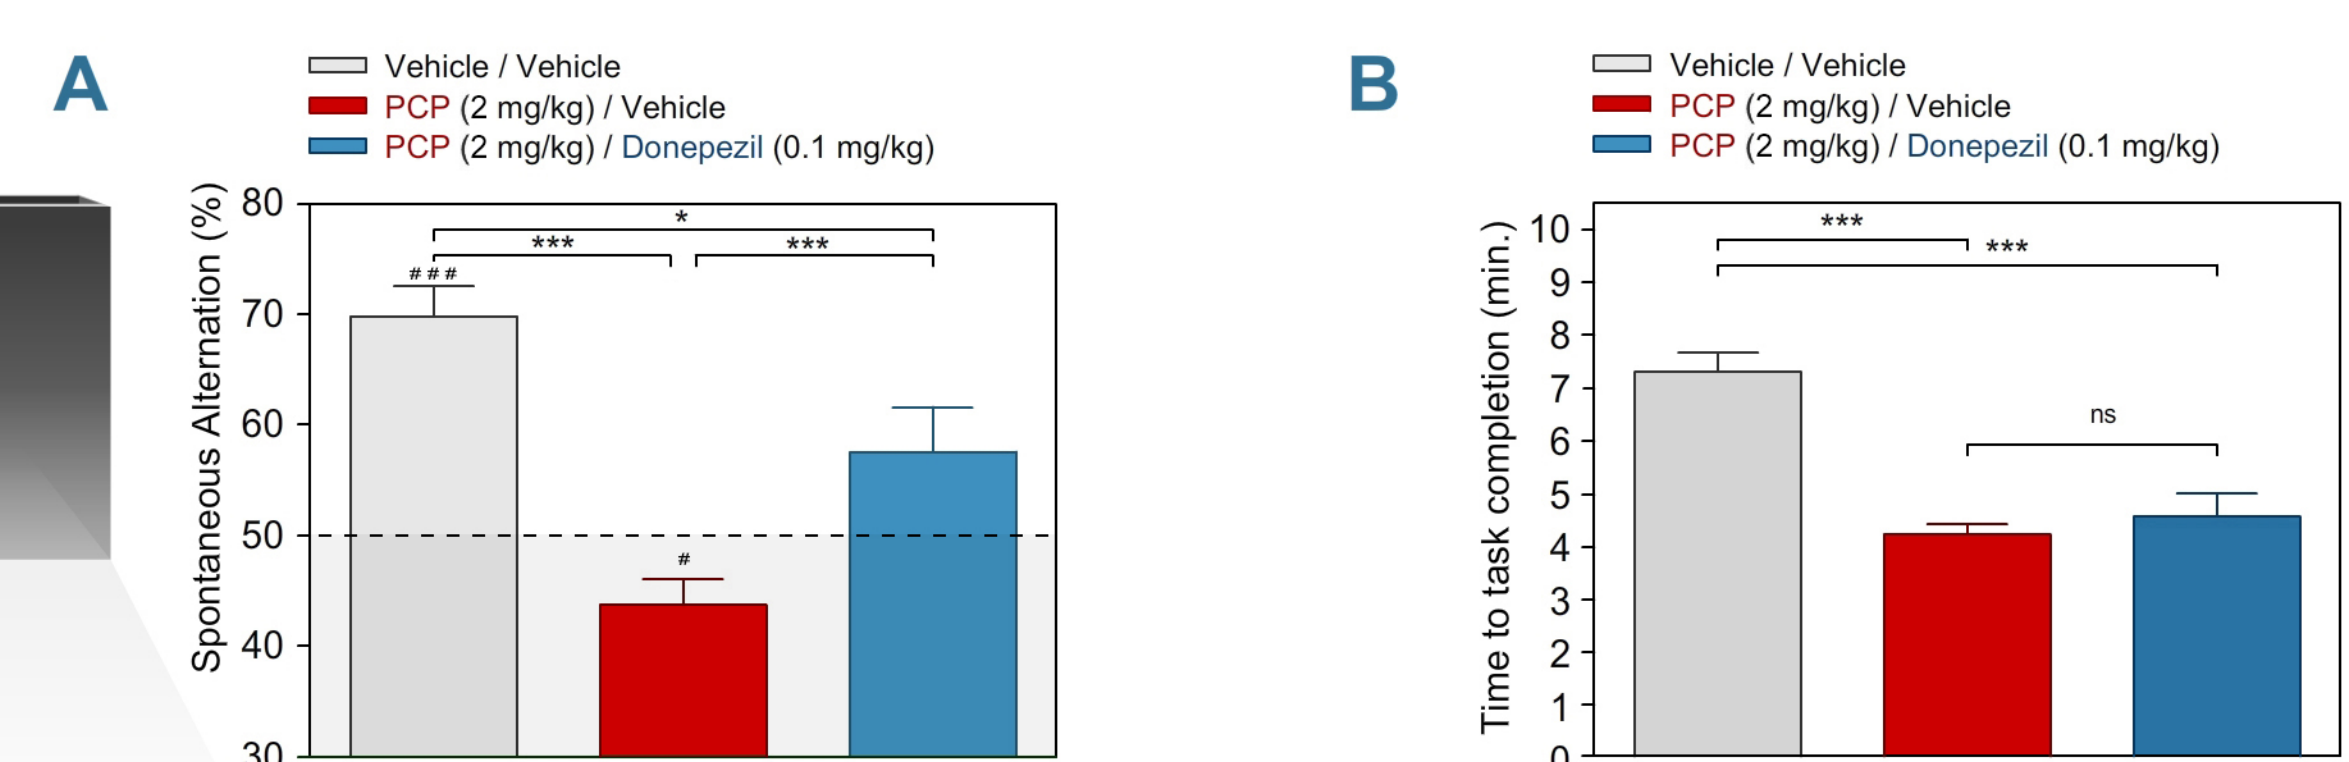 A
Vehicle / Vehicle
PCP (2 mg/kg) / Vehicle
PCP (2 mg/kg) / Donepezil (0.1 mg/kg)
Spontaneous Alternation (%)
80
70
60
50
40
30
*
*** ***
###
#
B
Vehicle / Vehicle
PCP (2 mg/kg) / Vehicle
PCP (2 mg/kg) / Donepezil (0.1 mg/kg)
Time to task completion (min.)
10
9
8
7
6
5
4
3
2
1
0
***
***
ns